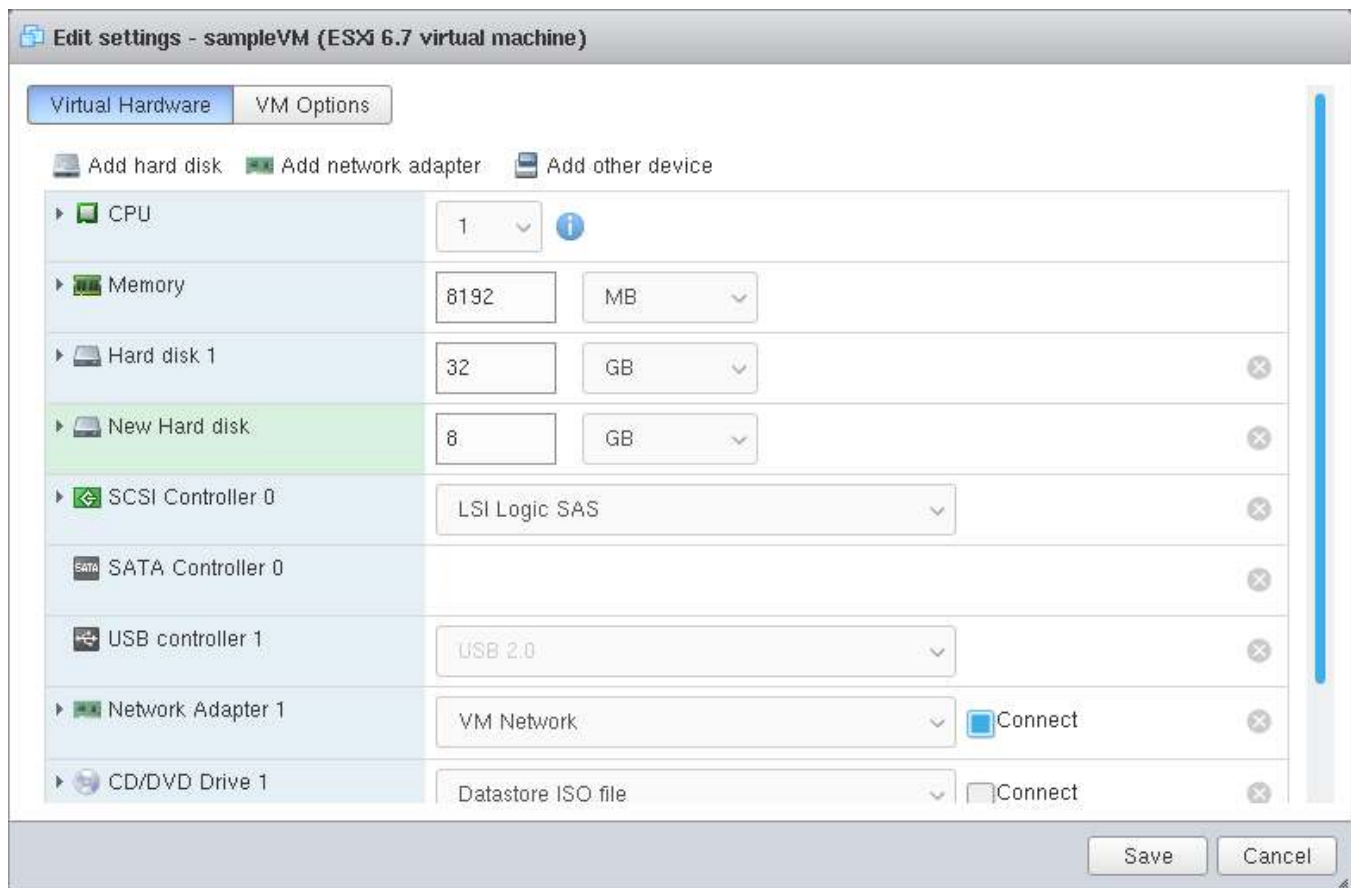 Edit settings - sampleVM (ESXi 6.7 virtual machine)
Virtual Hardware VM Options
Add hard disk Add network adapter Add other device
CPU 1 i
Memory 8192 MB
Hard disk 1 32 GB
New Hard disk 8 GB
SCSI Controller 0 LSI Logic SAS
SATA SATA Controller 0
USB controller 1 USB 2.0
Network Adapter 1 VM Network Connect
CD/DVD Drive 1 Datastore ISO file Connect
Save Cancel